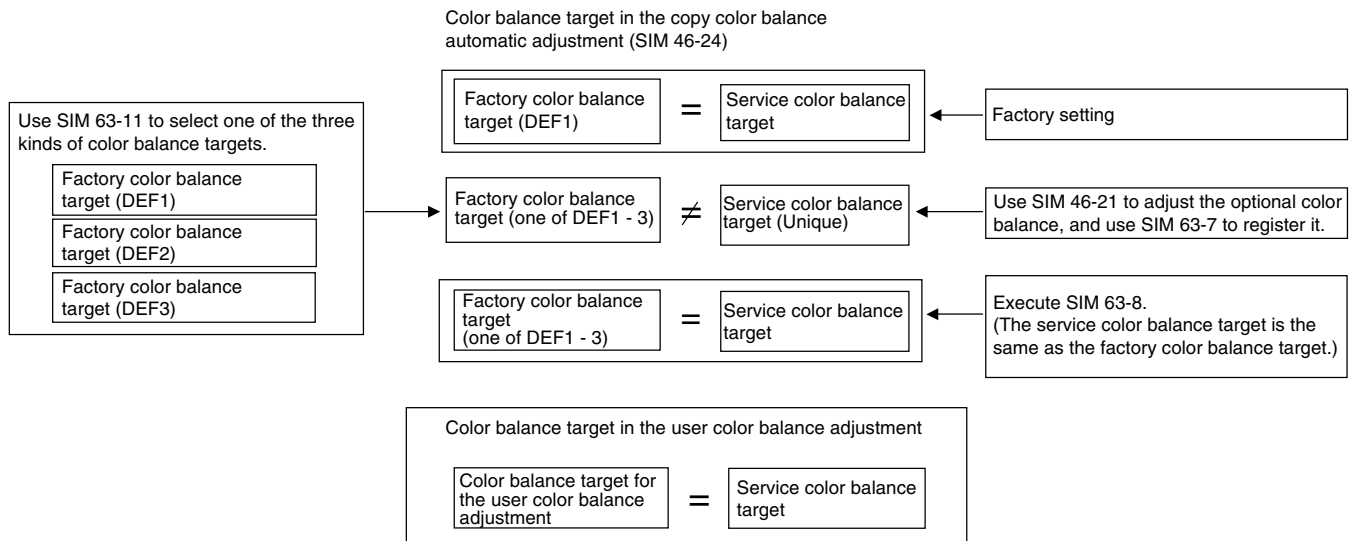 Color balance target in the copy color balance
automatic adjustment (SIM 46-24)
Use SIM 63-11 to select one of the three
kinds of color balance targets.
Factory color balance
target (DEF1)
Factory color balance
target (DEF2)
Factory color balance
target (DEF3)
Factory color balance
target (DEF1)
=
Service color balance
target
Factory setting
Factory color balance
target (one of DEF1 - 3)
≠
Service color balance
target (Unique)
Use SIM 46-21 to adjust the optional color
balance, and use SIM 63-7 to register it.
Factory color balance
target
(one of DEF1 - 3)
=
Service color balance
target
Execute SIM 63-8.
(The service color balance target is the
same as the factory color balance target.)
Color balance target in the user color balance adjustment
Color balance target for
the user color balance
adjustment
=
Service color balance
target